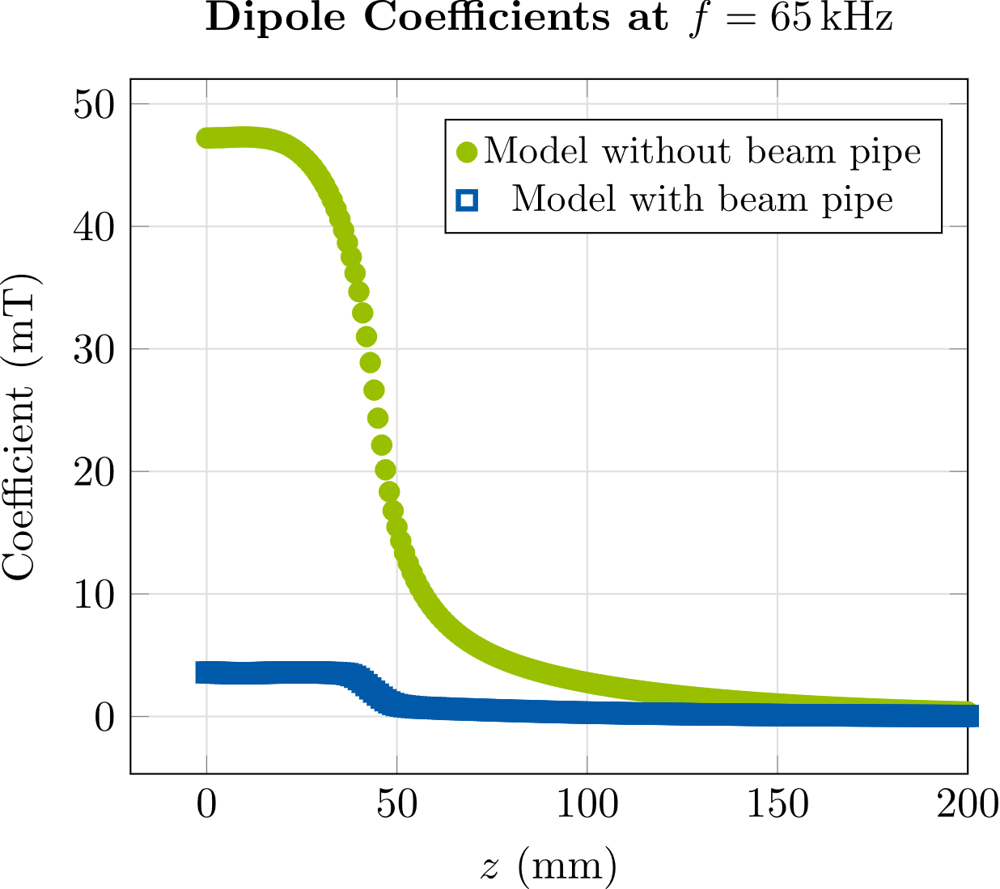 Dipole Coefficients at f = 65 kHz
Model without beam pipe
Model with beam pipe
Coefficient (mT)
50
40
30
20
10
0
0 50 100 150 200
z (mm)